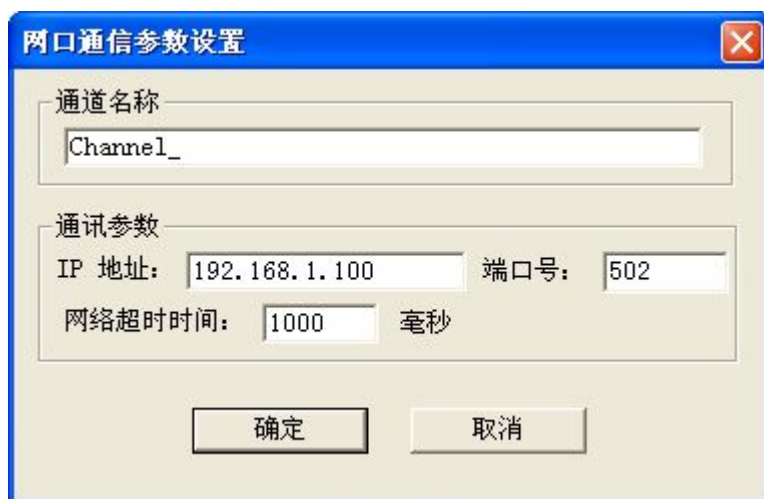 网口通信参数设置
通道名称
Channel_
通讯参数
IP 地址： 192.168.1.100 端口号： 502
网络超时时间： 1000 毫秒
确定 取消